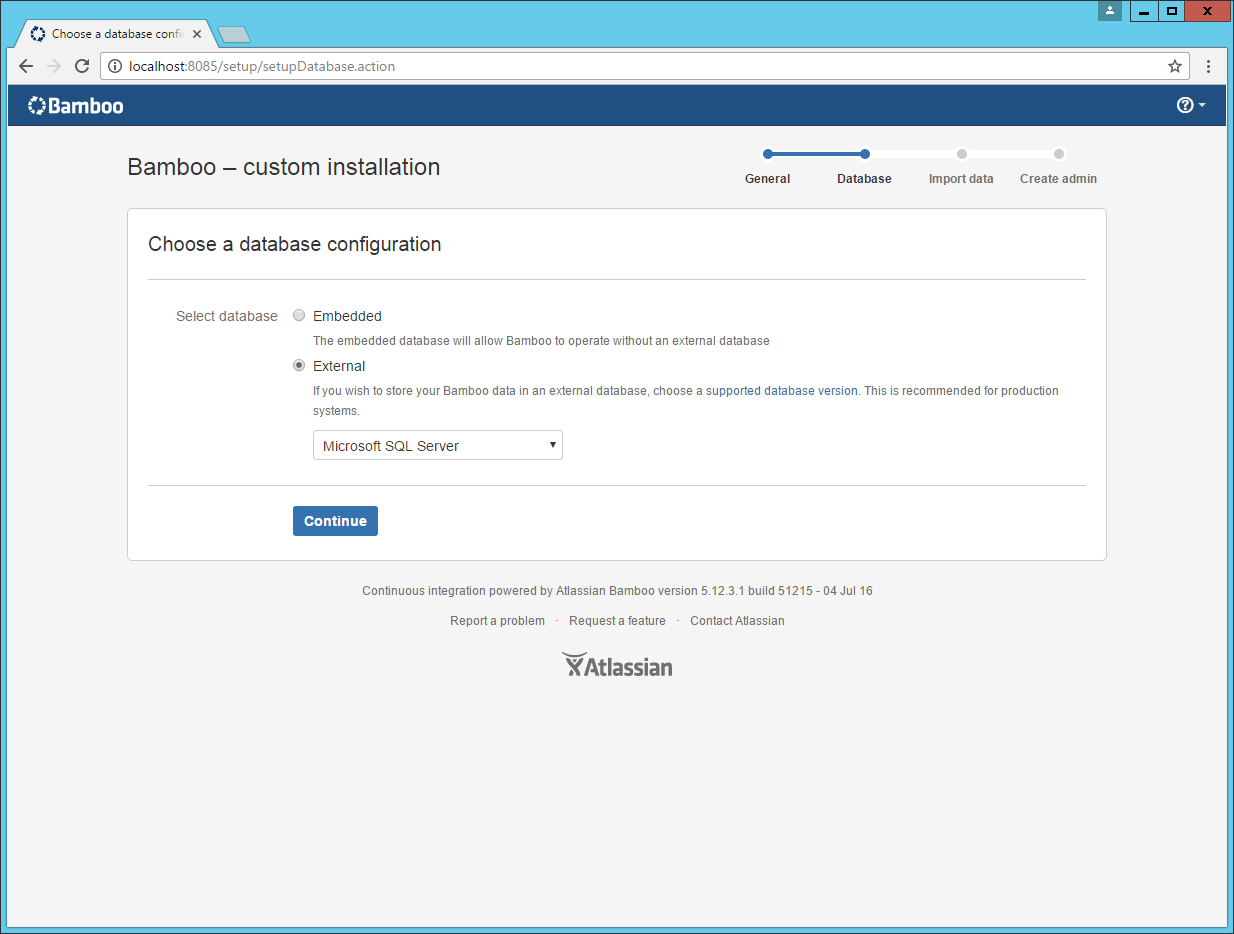 Choose a database confi
localhost:8085/setup/setupDatabase.action
Bamboo
Bamboo – custom installation
General
Database
Import data
Create admin
Choose a database configuration
Select database
Embedded
The embedded database will allow Bamboo to operate without an external database
External
If you wish to store your Bamboo data in an external database, choose a supported database version. This is recommended for production
systems.
Microsoft SQL Server
Continue
Continuous integration powered by Atlassian Bamboo version 5.12.3.1 build 51215 - 04 Jul 16
Report a problem · Request a feature · Contact Atlassian
Atlassian